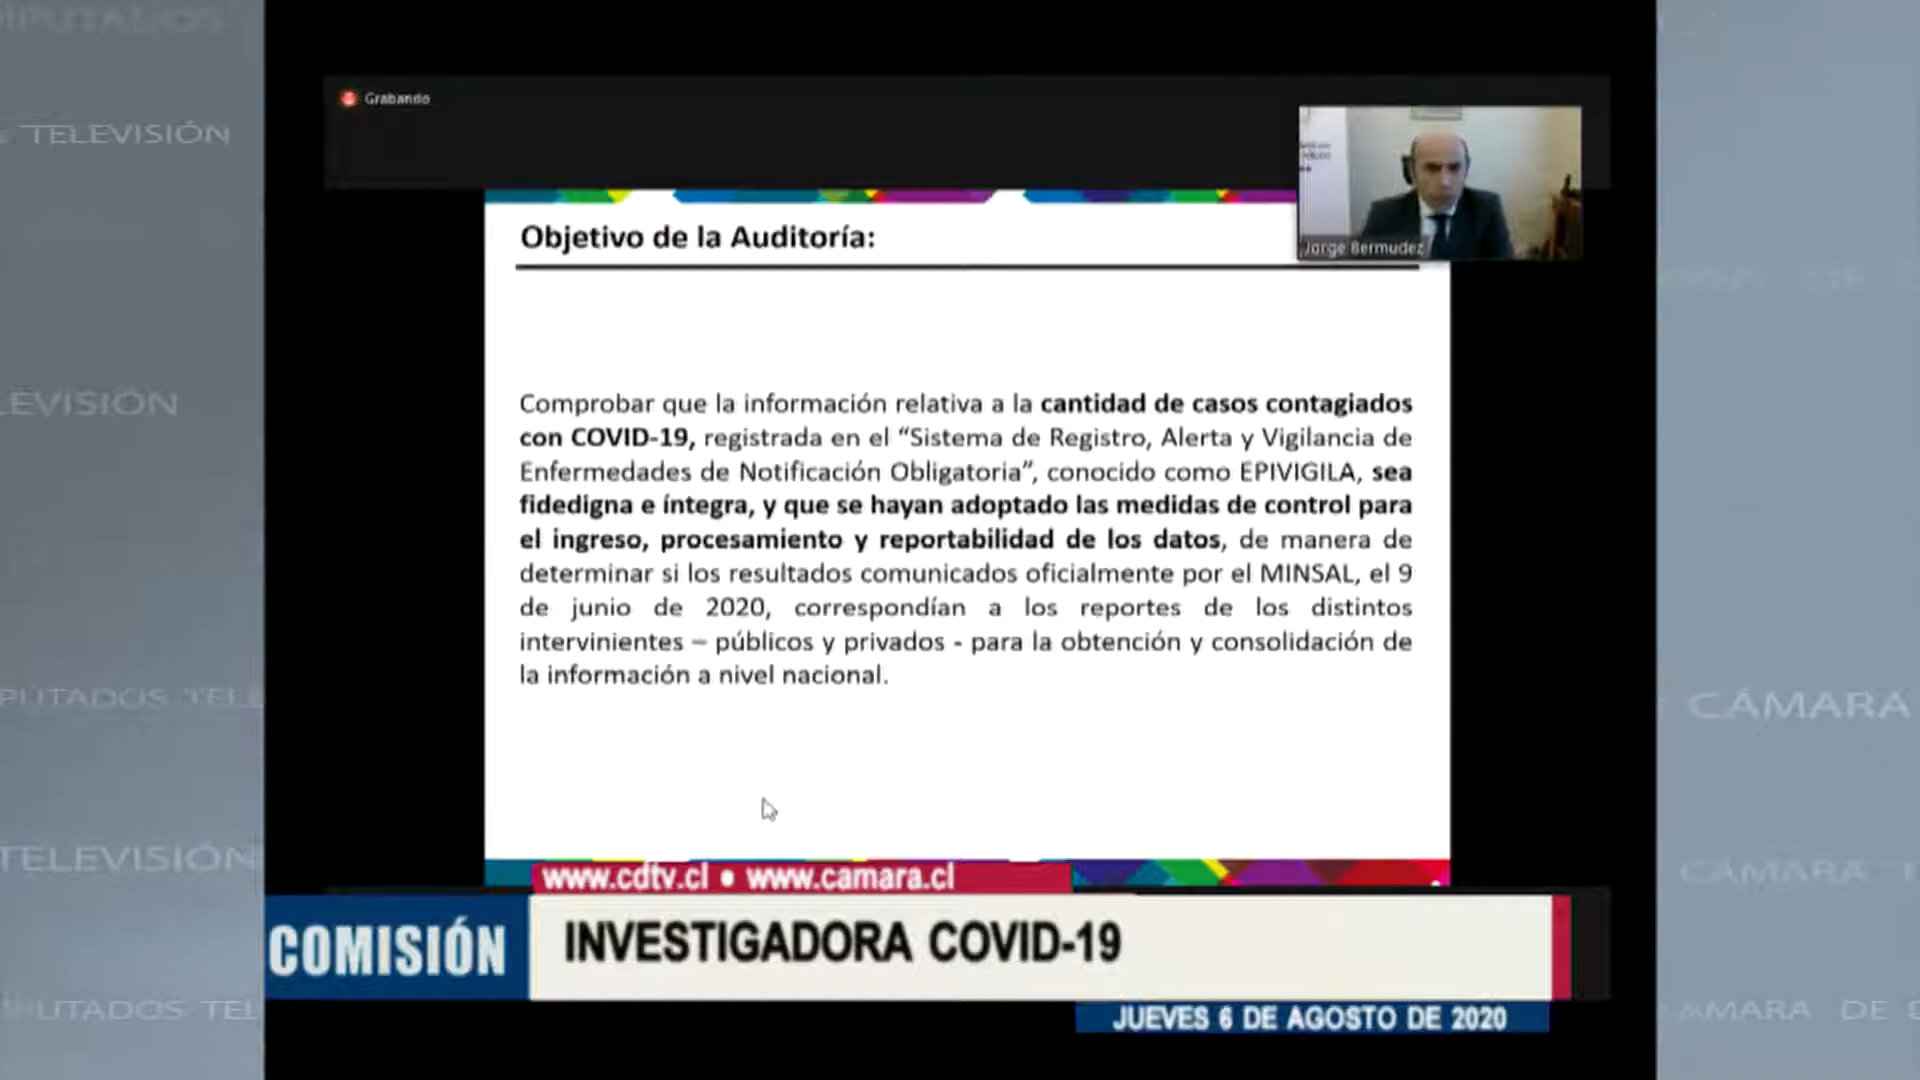 TELEVISIÓN
Grabando
Jorge Bermudez
Objetivo de la Auditoría:
Comprobar que la información relativa a la cantidad de casos contagiados
con COVID-19, registrada en el “Sistema de Registro, Alerta y Vigilancia de
Enfermedades de Notificación Obligatoria”, conocido como EPIVIGILA, sea
fidedigna e íntegra, y que se hayan adoptado las medidas de control para
el ingreso, procesamiento y reportabilidad de los datos, de manera de
determinar si los resultados comunicados oficialmente por el MINSAL, el 9
de junio de 2020, correspondían a los reportes de los distintos
intervinientes – públicos y privados - para la obtención y consolidación de
la información a nivel nacional.
CÁMARA
TELEVISIÓN
CÁMARA
www.cdtv.cl • www.camara.cl
COMISIÓN
INVESTIGADORA COVID-19
JUEVES 6 DE AGOSTO DE 2020